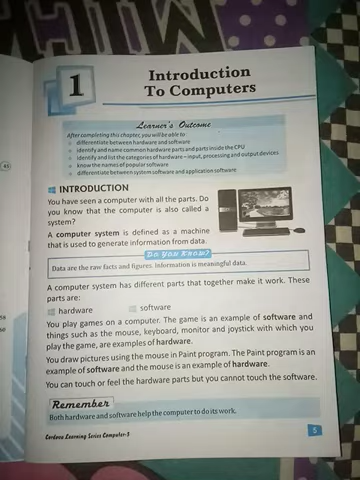 1
Introduction
To Computers
Learner's Outcome
After completing this chapter, you will be able to :
differentiate between hardware and software
identify and name common hardware parts and parts inside the CPU
identify and list the categories of hardware – input, processing and output devices
know the names of popular software
differentiate between system software and application software
INTRODUCTION
You have seen a computer with all the parts. Do
you know that the computer is also called a
system?
A computer system is defined as a machine
that is used to generate information from data.
DO YOU KNOW?
Data are the raw facts and figures. Information is meaningful data.
A computer system has different parts that together make it work. These
parts are:
hardware software
You play games on a computer. The game is an example of software and
things such as the mouse, keyboard, monitor and joystick with which you
play the game, are examples of hardware.
You draw pictures using the mouse in Paint program. The Paint program is an
example of software and the mouse is an example of hardware.
You can touch or feel the hardware parts but you cannot touch the software.
Remember
Both hardware and software help the computer to do its work.
Cordova Learning Series Computer-3
5